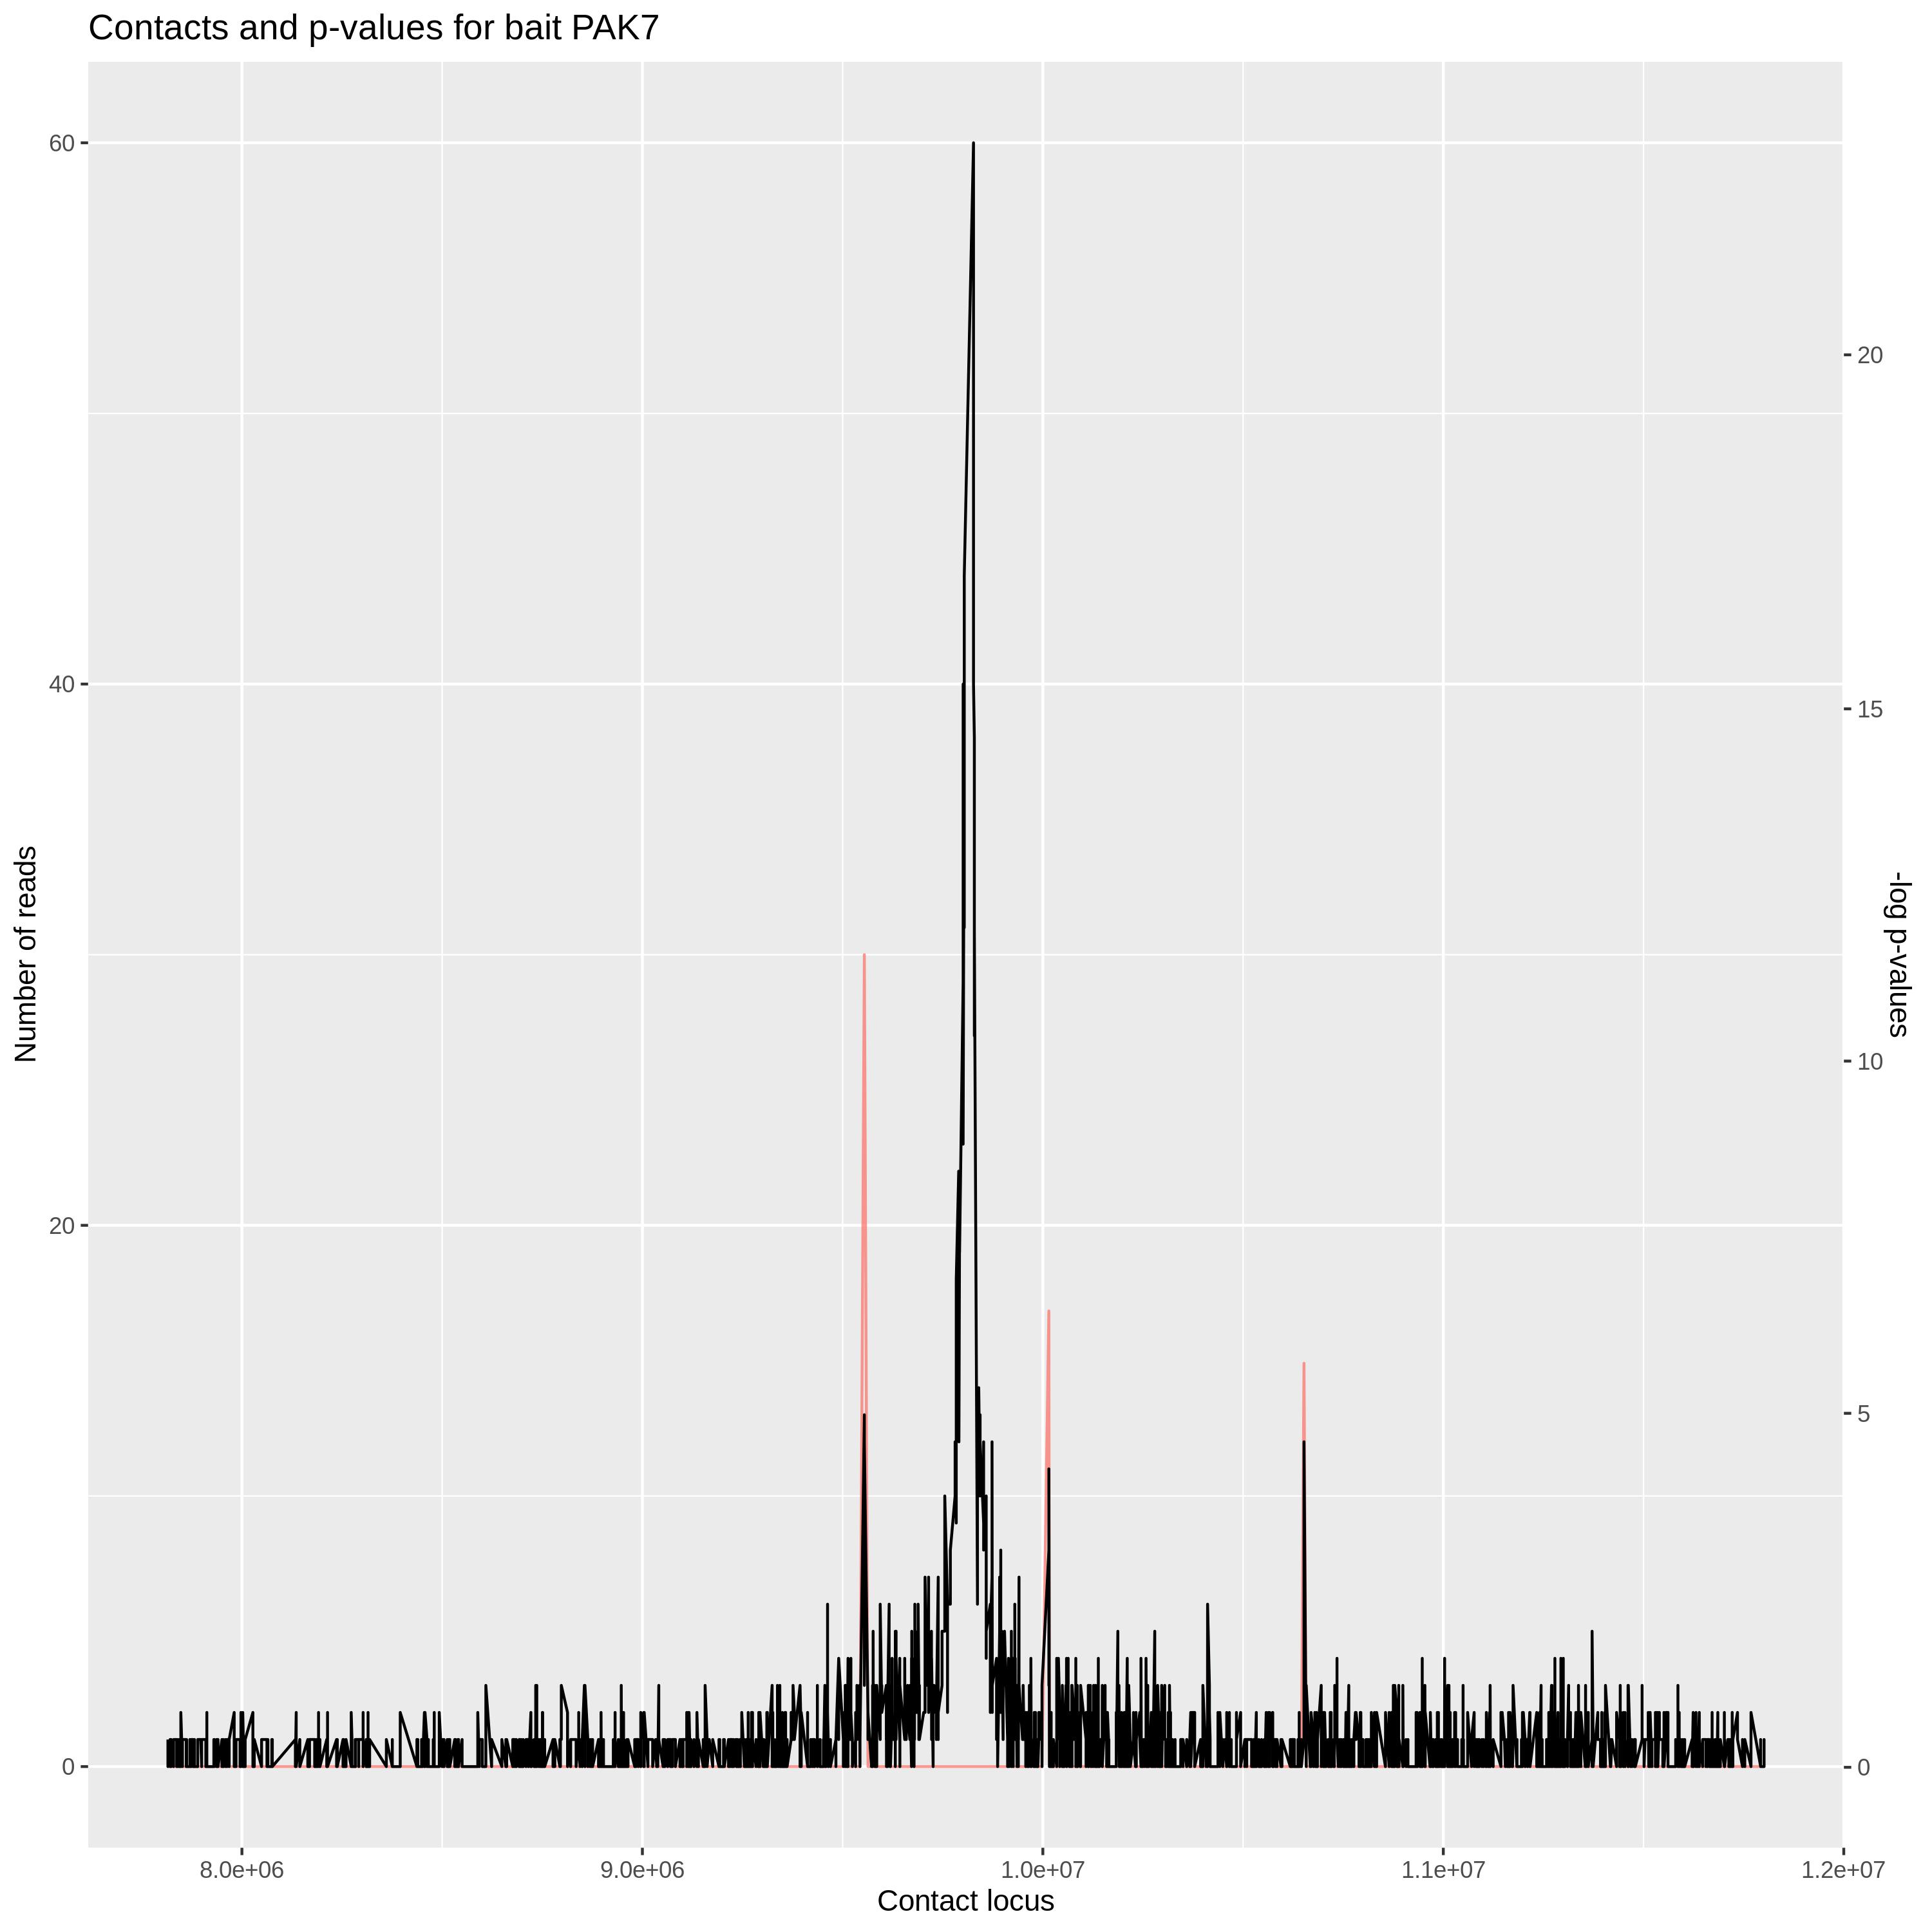 Contacts and p-values for bait PAK7
60
40
20
0
Number of reads
20
15
10
5
0
-log p-values
8.0e+06 9.0e+06 1.0e+07 1.1e+07 1.2e+07
Contact locus